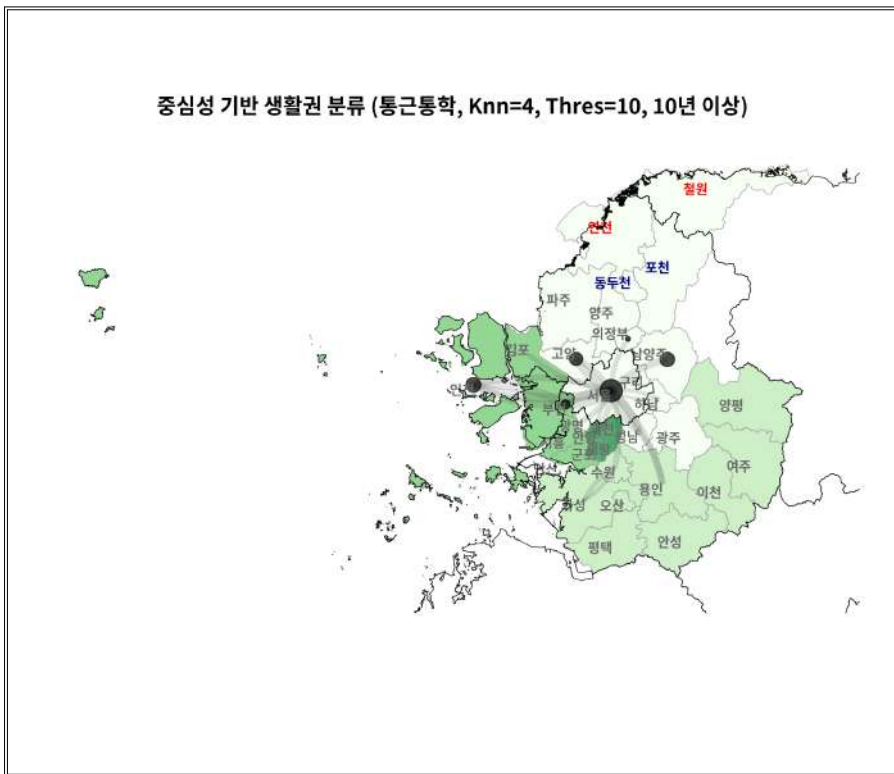 중심성 기반 생활권 분류 (통근통학, Knn=4, Thres=10, 10년 이상)
철원
연천
포천
동두천
파주
양주
의정부
김포
고양
남양주
구리
하남
양평
성남
광주
여주
수원
용인
이천
화성
오산
평택
안성